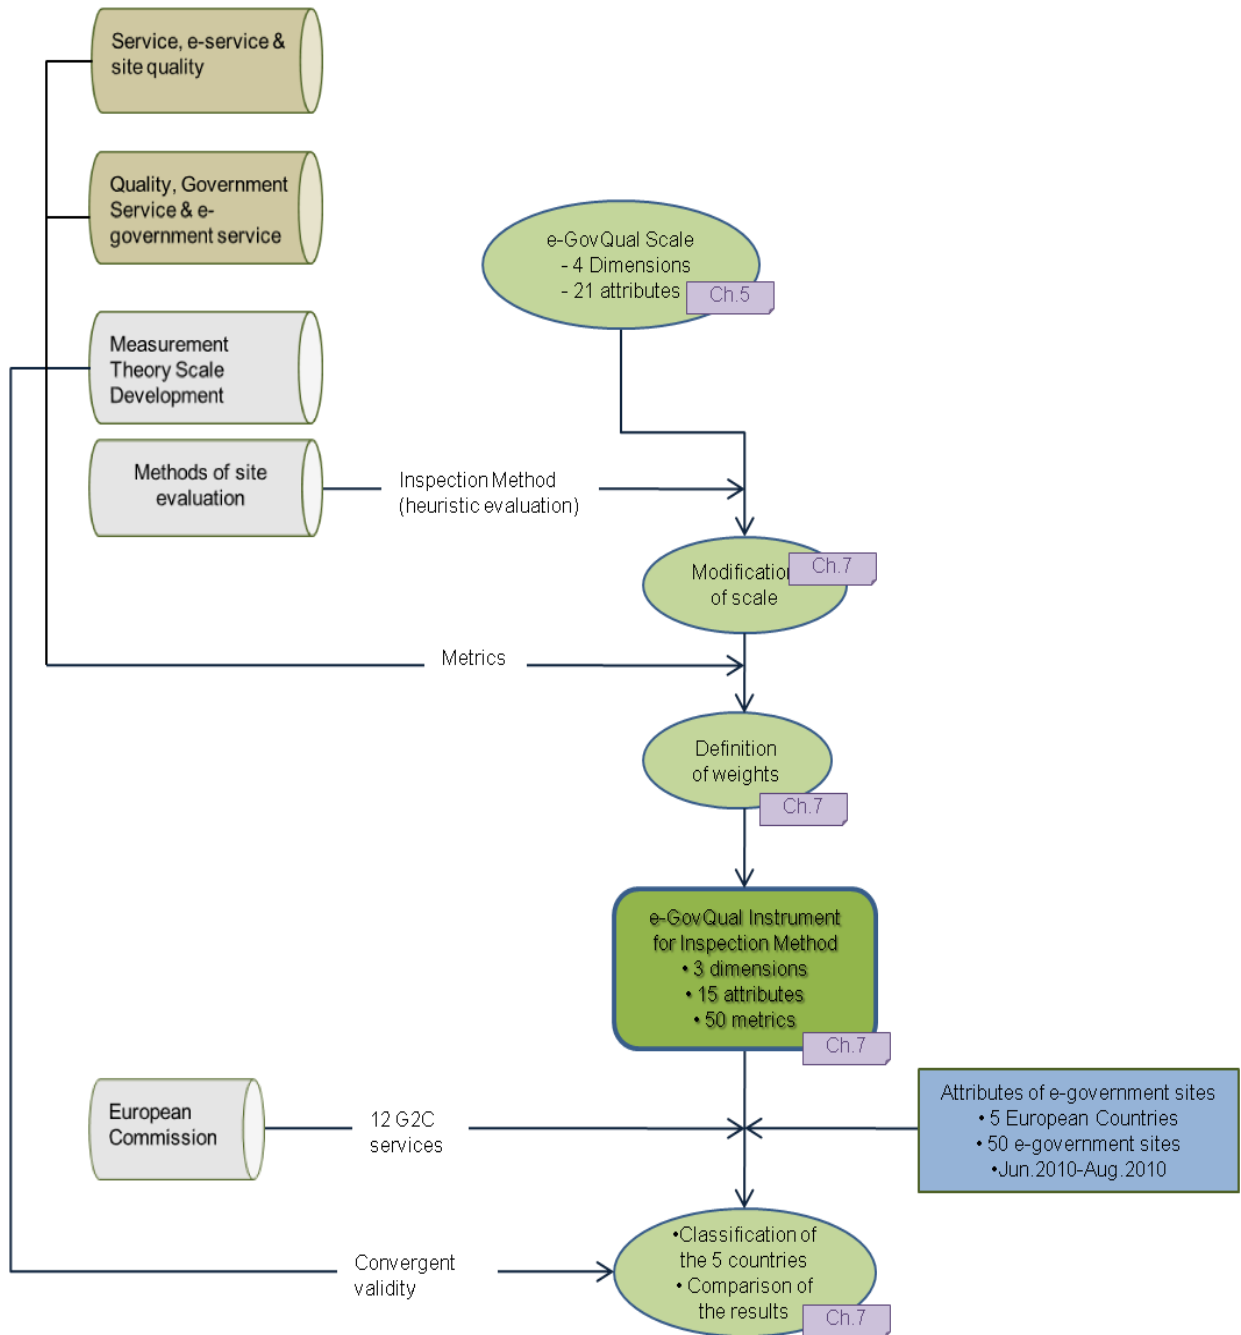 Service, e-service &
site quality
Quality, Government
Service & e-
government service
e-GovQual Scale
- 4 Dimensions
- 21 attributes
Ch.5
Measurement
Theory Scale
Development
Methods of site
evaluation
Inspection Method
(heuristic evaluation)
Modification
of scale
Ch.7
Metrics
Definition
of weights
Ch.7
e-GovQual Instrument
for Inspection Method
• 3 dimensions
• 15 attributes
• 50 metrics
Ch.7
European
Commission
12 G2C
services
Attributes of e-government sites
• 5 European Countries
• 50 e-government sites
•Jun.2010-Aug.2010
Convergent
validity
•Classification of
the 5 countries
• Comparison of
the results
Ch.7